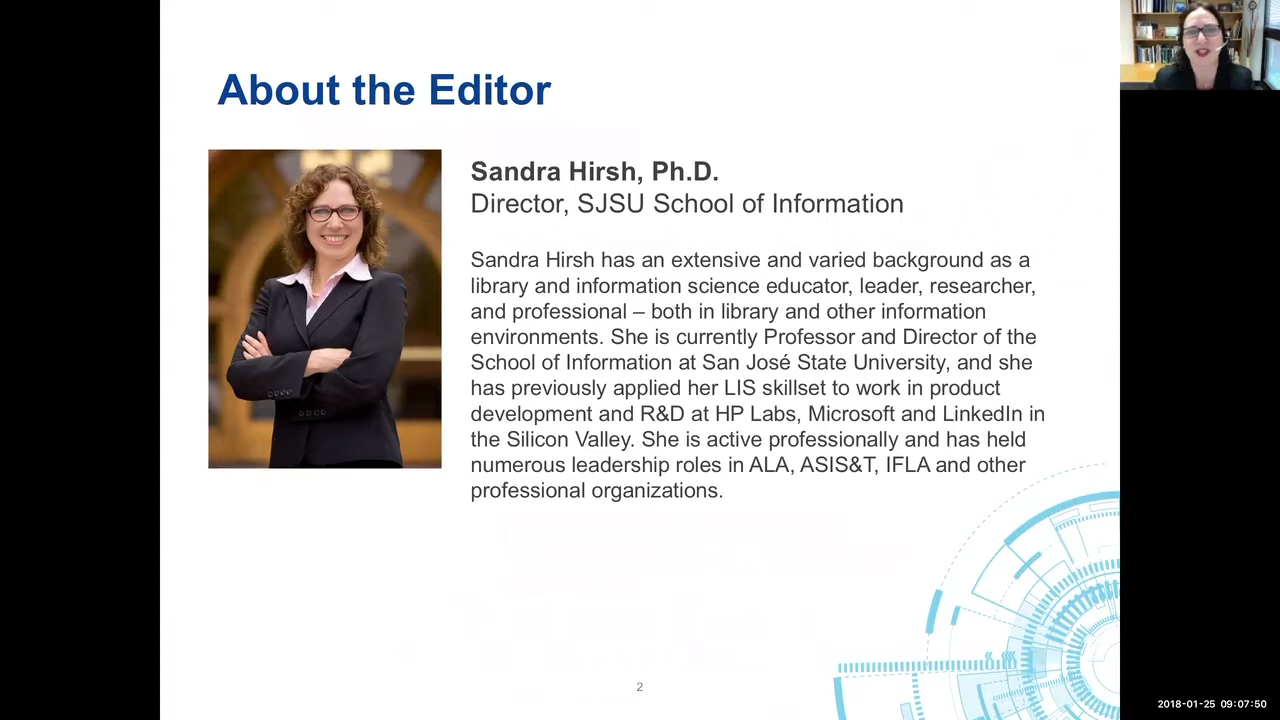 About the Editor
Sandra Hirsh, Ph.D.
Director, SJSU School of Information
Sandra Hirsh has an extensive and varied background as a
library and information science educator, leader, researcher,
and professional – both in library and other information
environments. She is currently Professor and Director of the
School of Information at San José State University, and she
has previously applied her LIS skillset to work in product
development and R&D at HP Labs, Microsoft and LinkedIn in
the Silicon Valley. She is active professionally and has held
numerous leadership roles in ALA, ASIS&T, IFLA and other
professional organizations.
2
2018-01-25 09:07:50